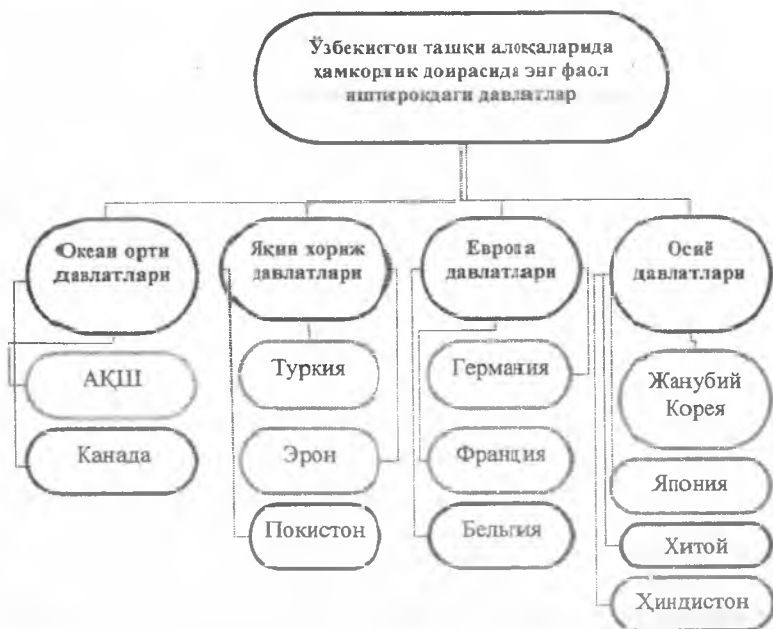 Ўзбекистон ташқи алоқаларида
ҳамкорлик доирасида энг фаол
иштирокдаги давлатлар
Океан орти
давлатлари
АҚШ
Канада
Яқин хориж
давлатлари
Туркия
Эрон
Покистон
Европа
давлатлари
Германия
Франция
Бельгия
Осиё
давлатлари
Жанубий
Корея
Япония
Хитой
Ҳиндистон